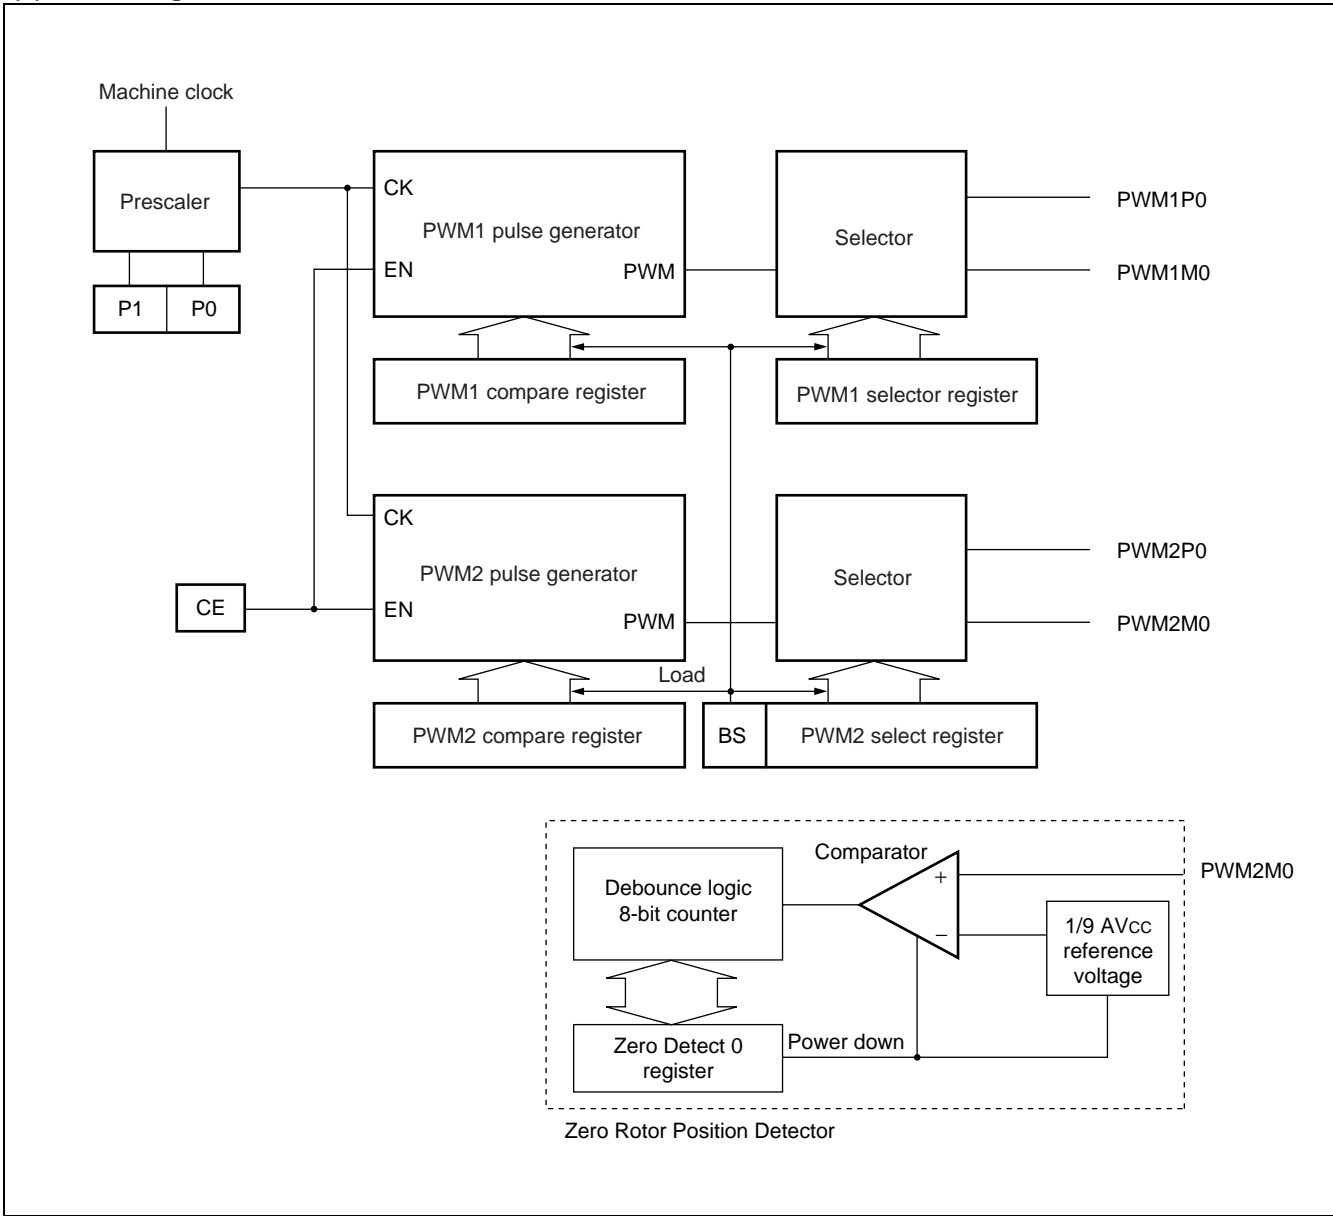 Machine clock
Prescaler
P1
P0
CK
PWM1 pulse generator
EN
PWM
Selector
PWM1P0
PWM1M0
PWM1 compare register
PWM1 selector register
CK
PWM2 pulse generator
EN
PWM
CE
Selector
PWM2P0
PWM2M0
Load
PWM2 compare register
BS
PWM2 select register
Debounce logic
8-bit counter
Comparator
+
−
PWM2M0
1/9 AVCC
reference
voltage
Zero Detect 0
register
Power down
Zero Rotor Position Detector